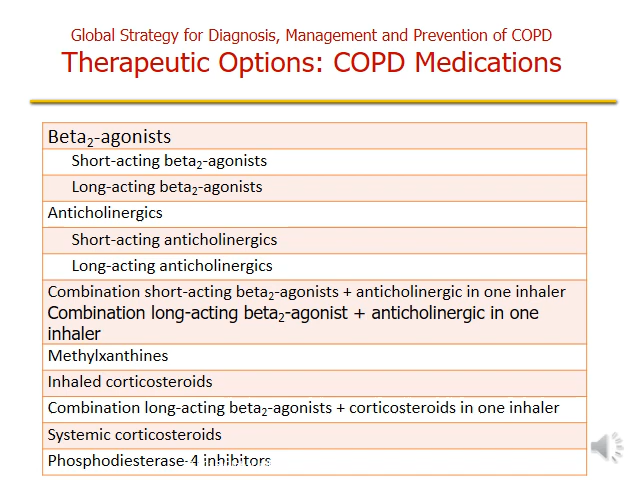 Global Strategy for Diagnosis, Management and Prevention of COPD
Therapeutic Options: COPD Medications
Beta2-agonists
Short-acting beta2-agonists
Long-acting beta2-agonists
Anticholinergics
Short-acting anticholinergics
Long-acting anticholinergics
Combination short-acting beta2-agonists + anticholinergic in one inhaler
Combination long-acting beta2-agonist + anticholinergic in one
inhaler
Methylxanthines
Inhaled corticosteroids
Combination long-acting beta2-agonists + corticosteroids in one inhaler
Systemic corticosteroids
Phosphodiesterase-4 inhibitors